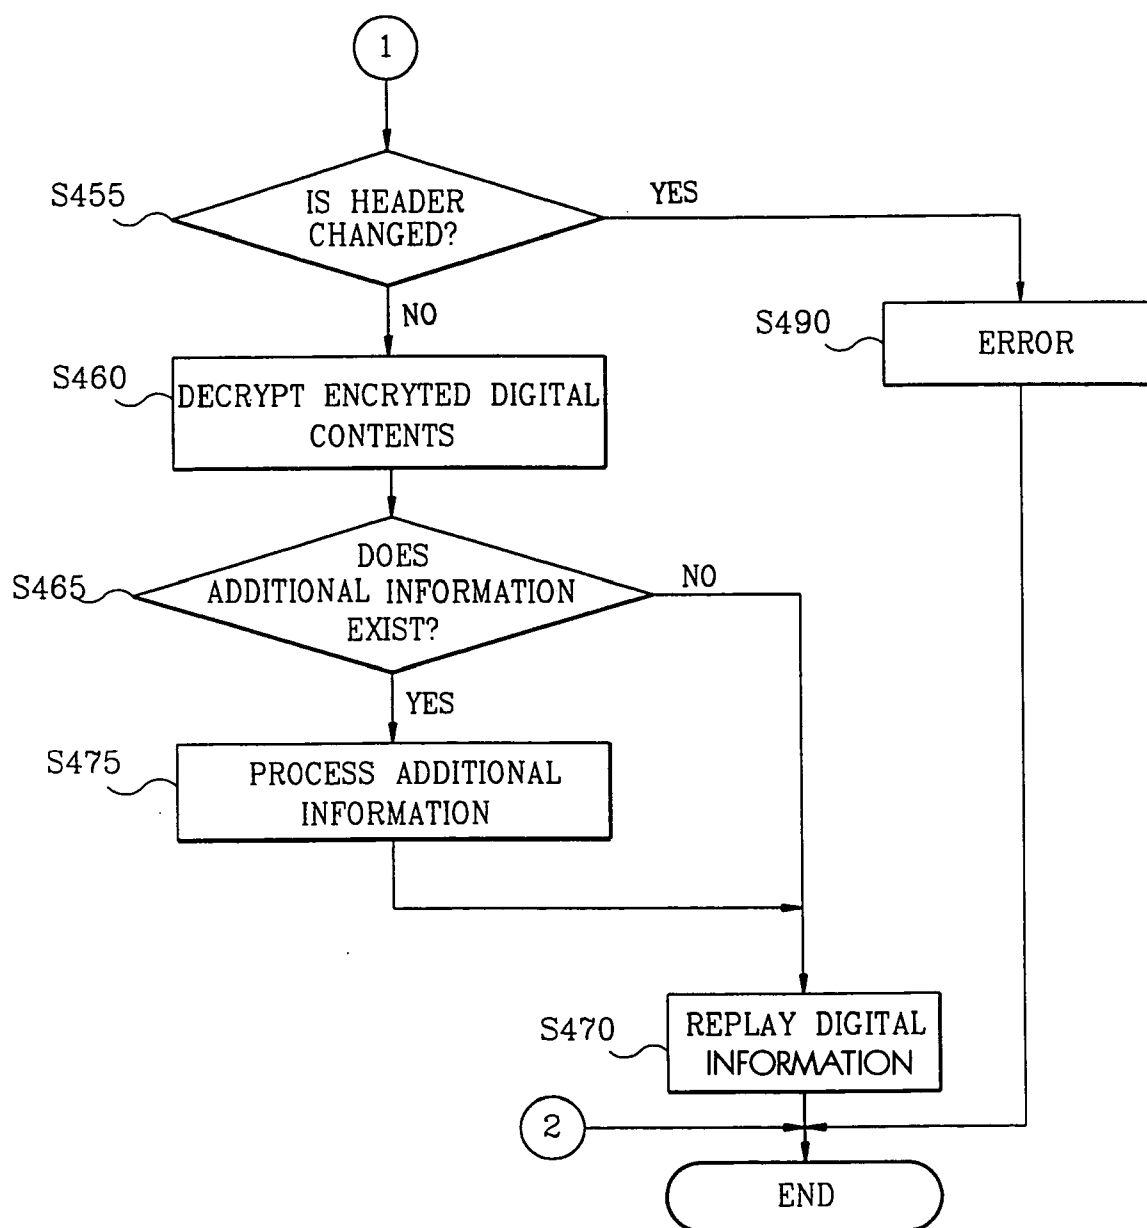 1
S455
IS HEADER
CHANGED?
YES
NO
S490
ERROR
S460
DECRYPT ENCRYTED DIGITAL
CONTENTS
S465
DOES
ADDITIONAL INFORMATION
EXIST?
NO
YES
S475
PROCESS ADDITIONAL
INFORMATION
S470
REPLAY DIGITAL
INFORMATION
2
END